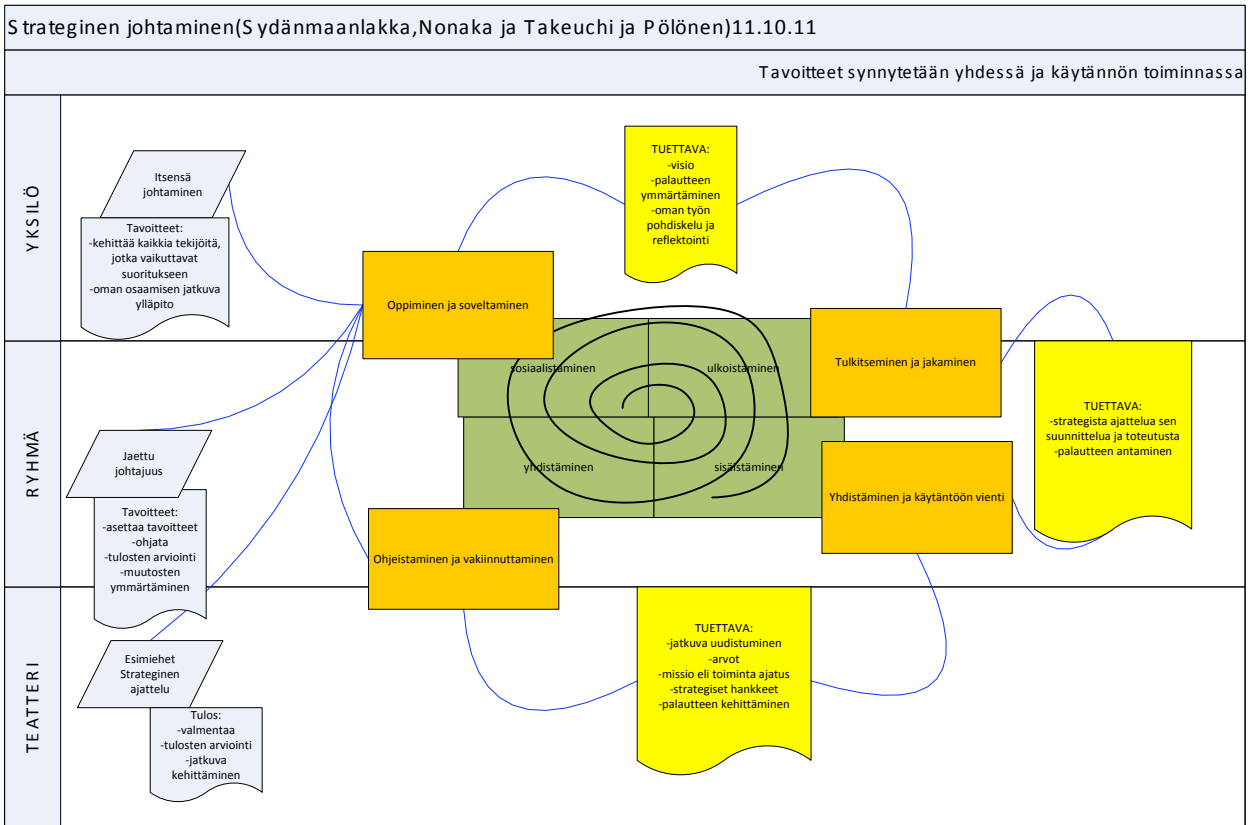 Strateginen johtaminen(Sydänmaanlakka,Nonaka ja Takeuchi ja Pölönen)11.10.11
Tavoitteet synnytetään yhdessä ja käytännön toiminnassa
YKSILÖ
Itsensä
johtaminen
Tavoitteet:
-kehittää kaikkia tekijöitä,
jotka vaikuttavat
suoritukseen
-oman osaamisen jatkuva
ylläpito
TUETTAVA:
-visio
-palautteen
ymmärtäminen
-oman työn
pohdiskelu ja
reflektointi
Oppiminen ja soveltaminen
Tulkitseminen ja jakaminen
RYHMÄ
sosiaalistaminen
ulkoistaminen
yhdistäminen
sisäistäminen
TUETTAVA:
-strategista ajattelua sen
suunnittelua ja toteutusta
-palautteen antaminen
Jaettu
johtajuus
Tavoitteet:
-asettaa tavoitteet
-ohjata
-tulosten arviointi
-muutosten
ymmärtäminen
Yhdistäminen ja käytäntöön vienti
Ohjeistaminen ja vakiinnuttaminen
TEATTERI
Esimiehet
Strateginen
ajattelu
Tulos:
-valmentaa
-tulosten arviointi
-jatkuva
kehittäminen
TUETTAVA:
-jatkuva uudistuminen
-arvot
-missio eli toiminta ajatus
-strategiset hankkeet
-palautteen kehittäminen